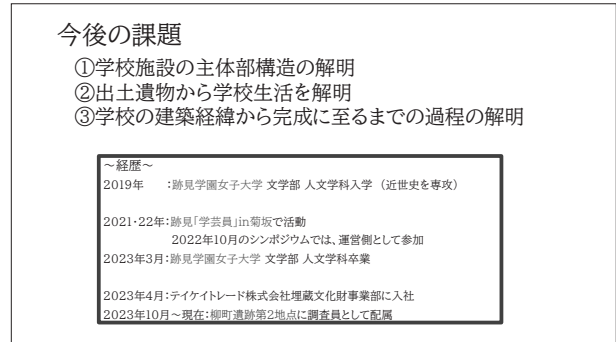 今後の課題
①学校施設の主体部構造の解明
②出土遺物から学校生活を解明
③学校の建築経緯から完成に至るまでの過程の解明
～経歴～
2019年　　：跡見学園女子大学 文学部 人文学科入学 （近世史を専攻）
2021・22年：跡見「学芸員」in菊坂で活動
2022年10月のシンポジウムでは、運営側として参加
2023年3月：跡見学園女子大学 文学部 人文学科卒業
2023年4月：テイケイトレード株式会社埋蔵文化財事業部に入社
2023年10月～現在：柳町遺跡第2地点に調査員として配属